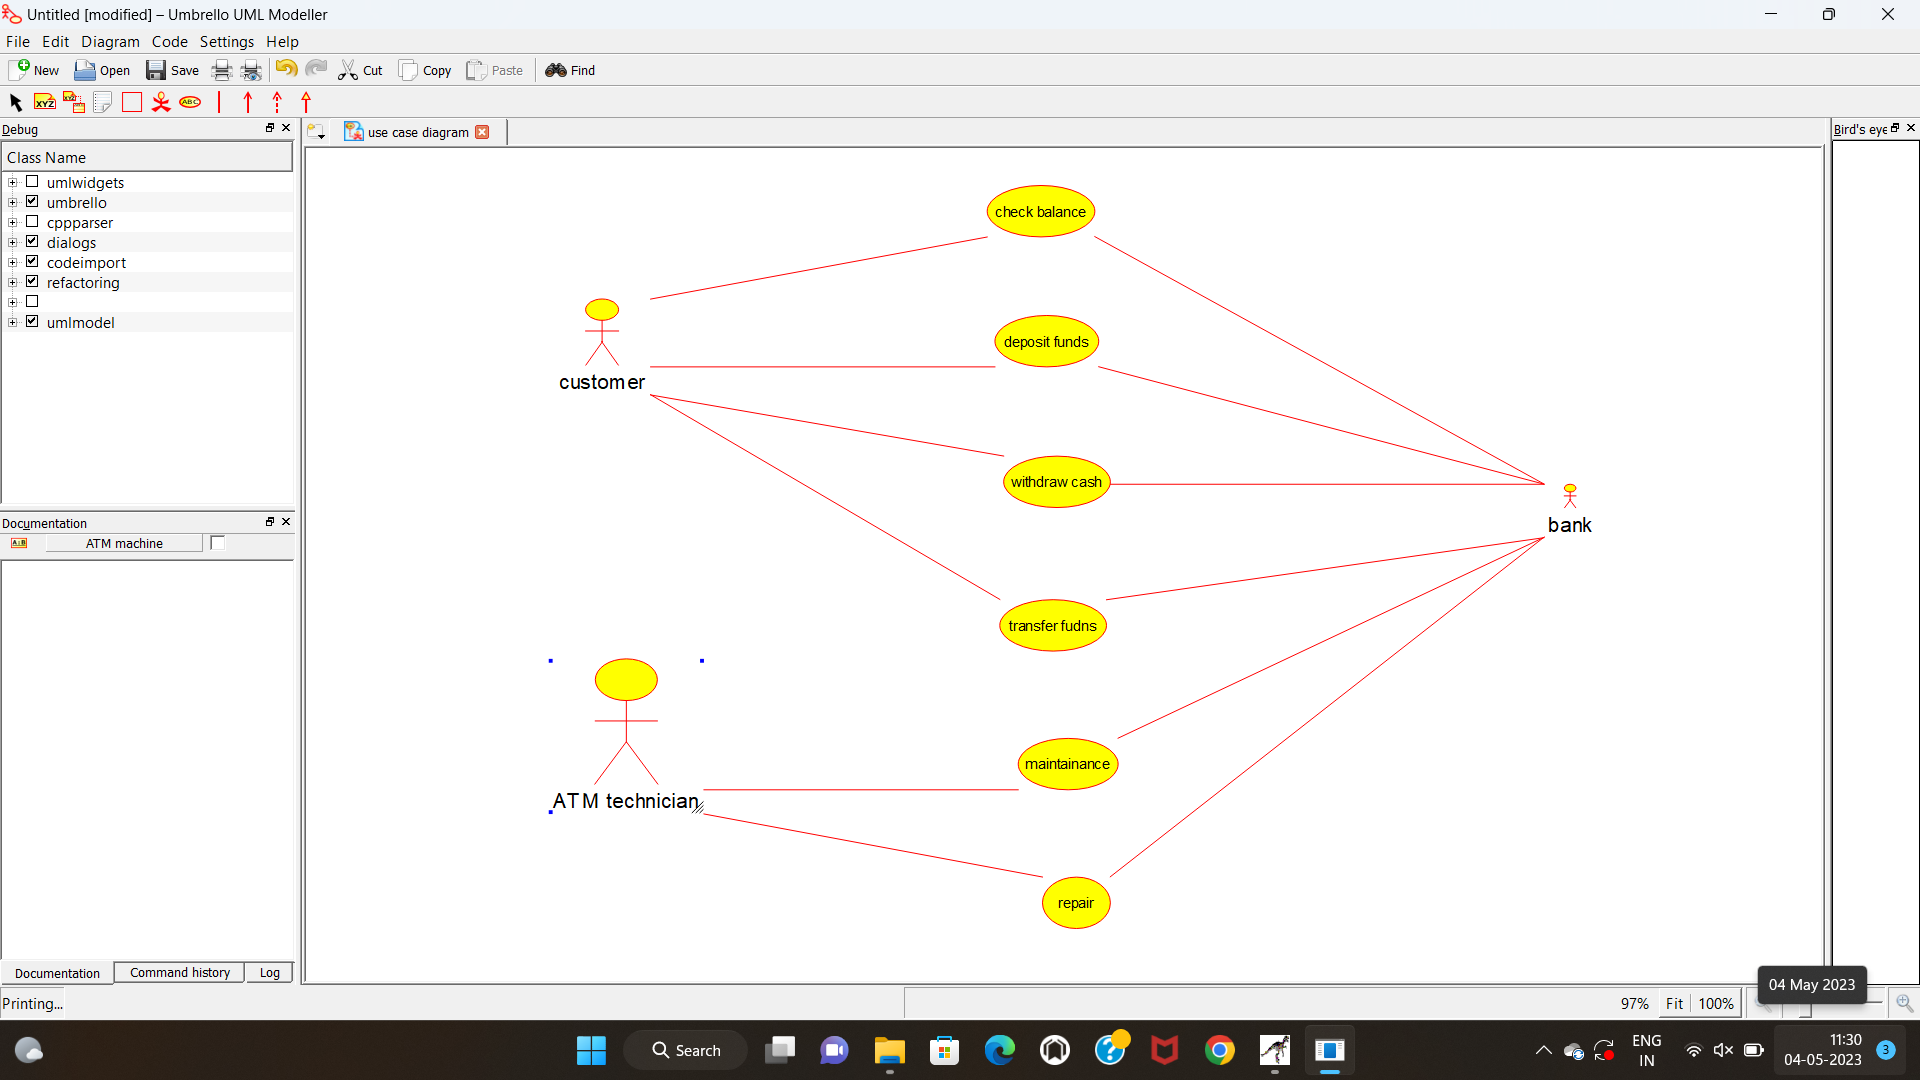 Untitled [modified] – Umbrello UML Modeller
File Edit Diagram Code Settings Help
New Open Save Cut Copy Paste Find
XYZ XYZ ABC
Debug
Class Name
umlwidgets
umbrello
cppparser
dialogs
codeimport
refactoring
umlmodel
Documentation
A B ATM machine
Documentation Command history Log
Printing...
use case diagram
check balance
deposit funds
customer
withdraw cash
bank
transfer fudns
maintainance
ATM technician
repair
Bird's eye
97% Fit 100%
04 May 2023
Search
ENG
IN
11:30
04-05-2023
3